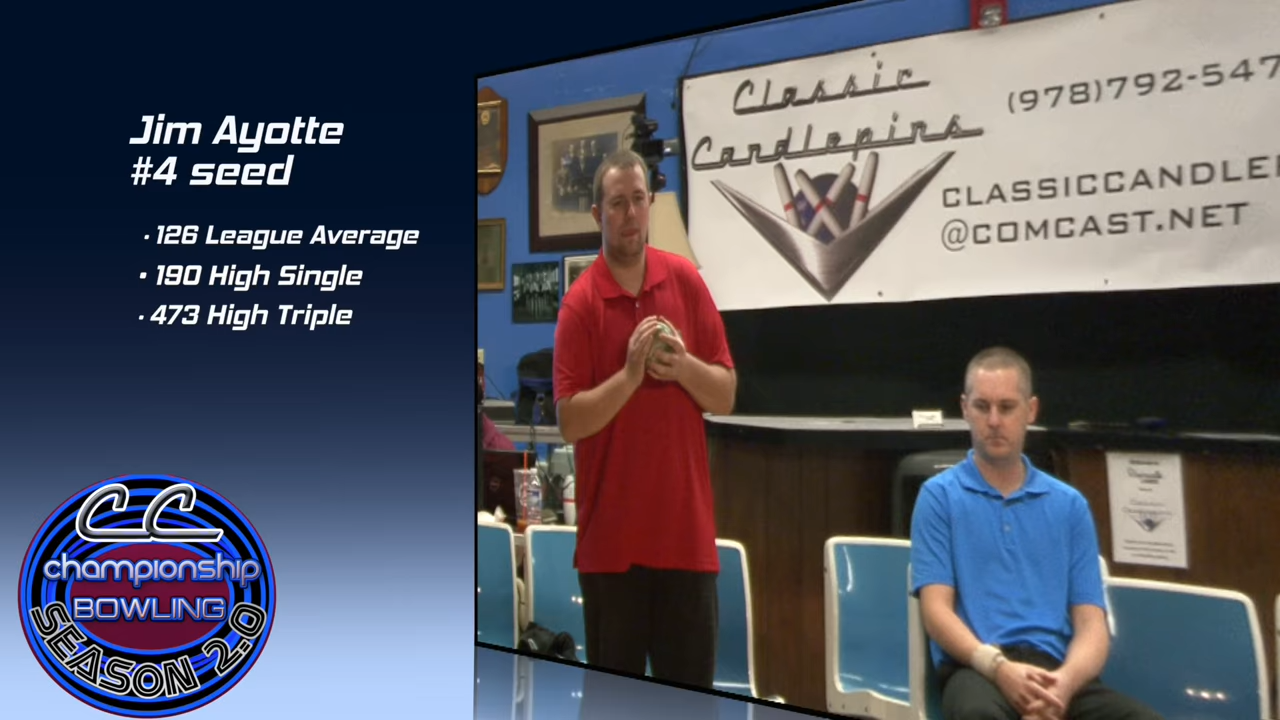 Jim Ayotte
#4 seed
· 126 League Average
· 190 High Single
· 473 High Triple
CC
championship
BOWLING
SEASON 2.0
Classic
Candlepins
(978)792-547
CLASSICCANDLE
@COMCAST.NET